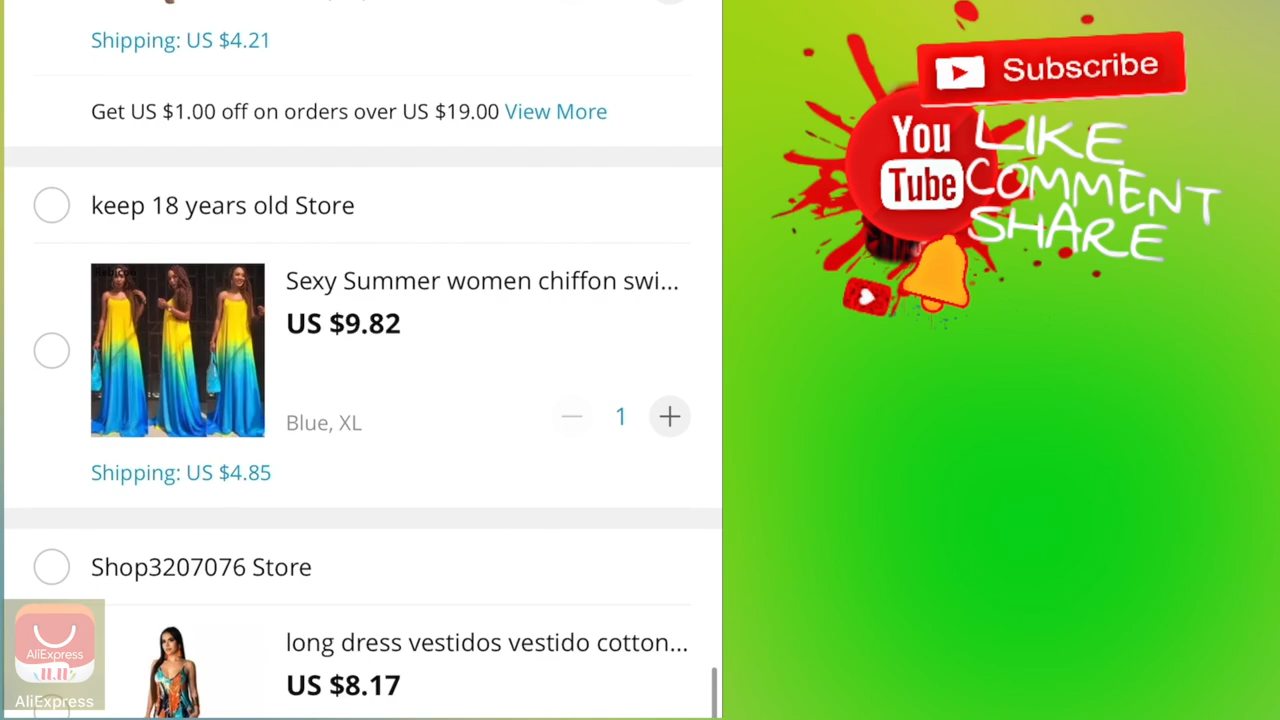 Shipping: US $4.21
Get US $1.00 off on orders over US $19.00 View More
keep 18 years old Store
Sexy Summer women chiffon swi...
US $9.82
Blue, XL
1
Shipping: US $4.85
Shop3207076 Store
long dress vestidos vestido cotton...
US $8.17
AliExpress
11.11
AliExpress
Subscribe
You
Tube
LIKE
COMMENT
SHARE